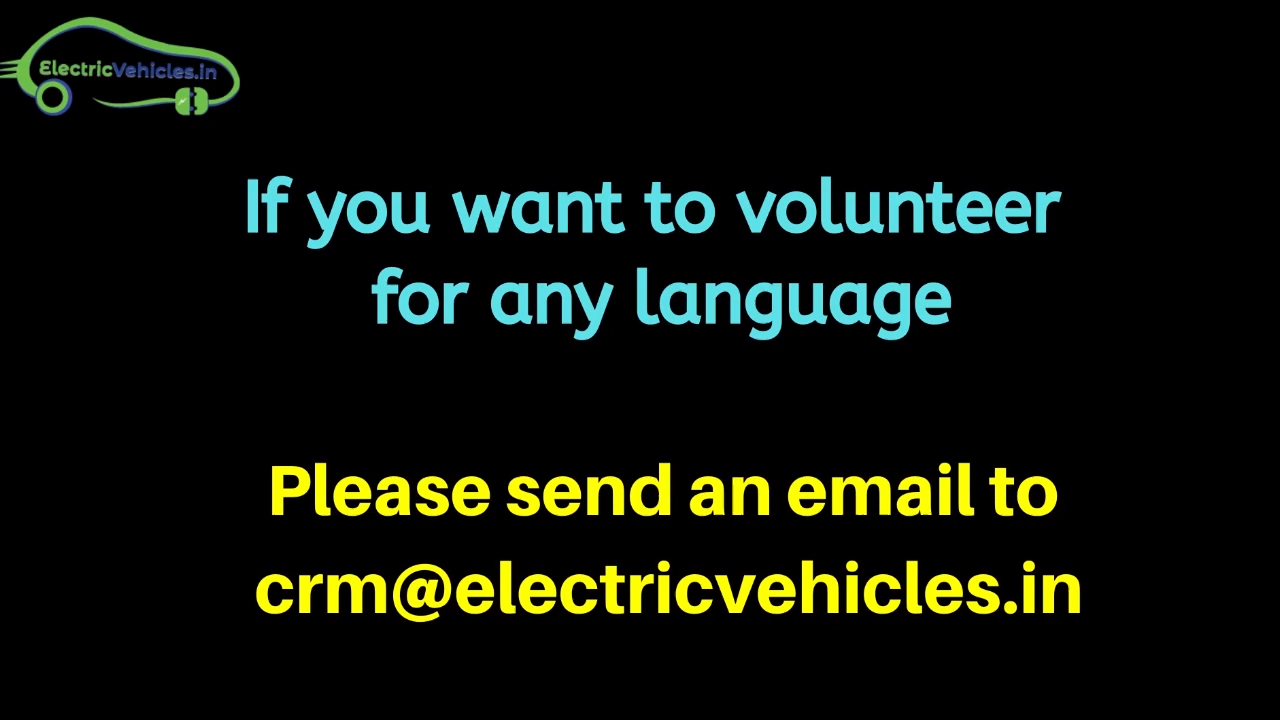 ElectricVehicles.in
If you want to volunteer
for any language
Please send an email to
crm@electricvehicles.in